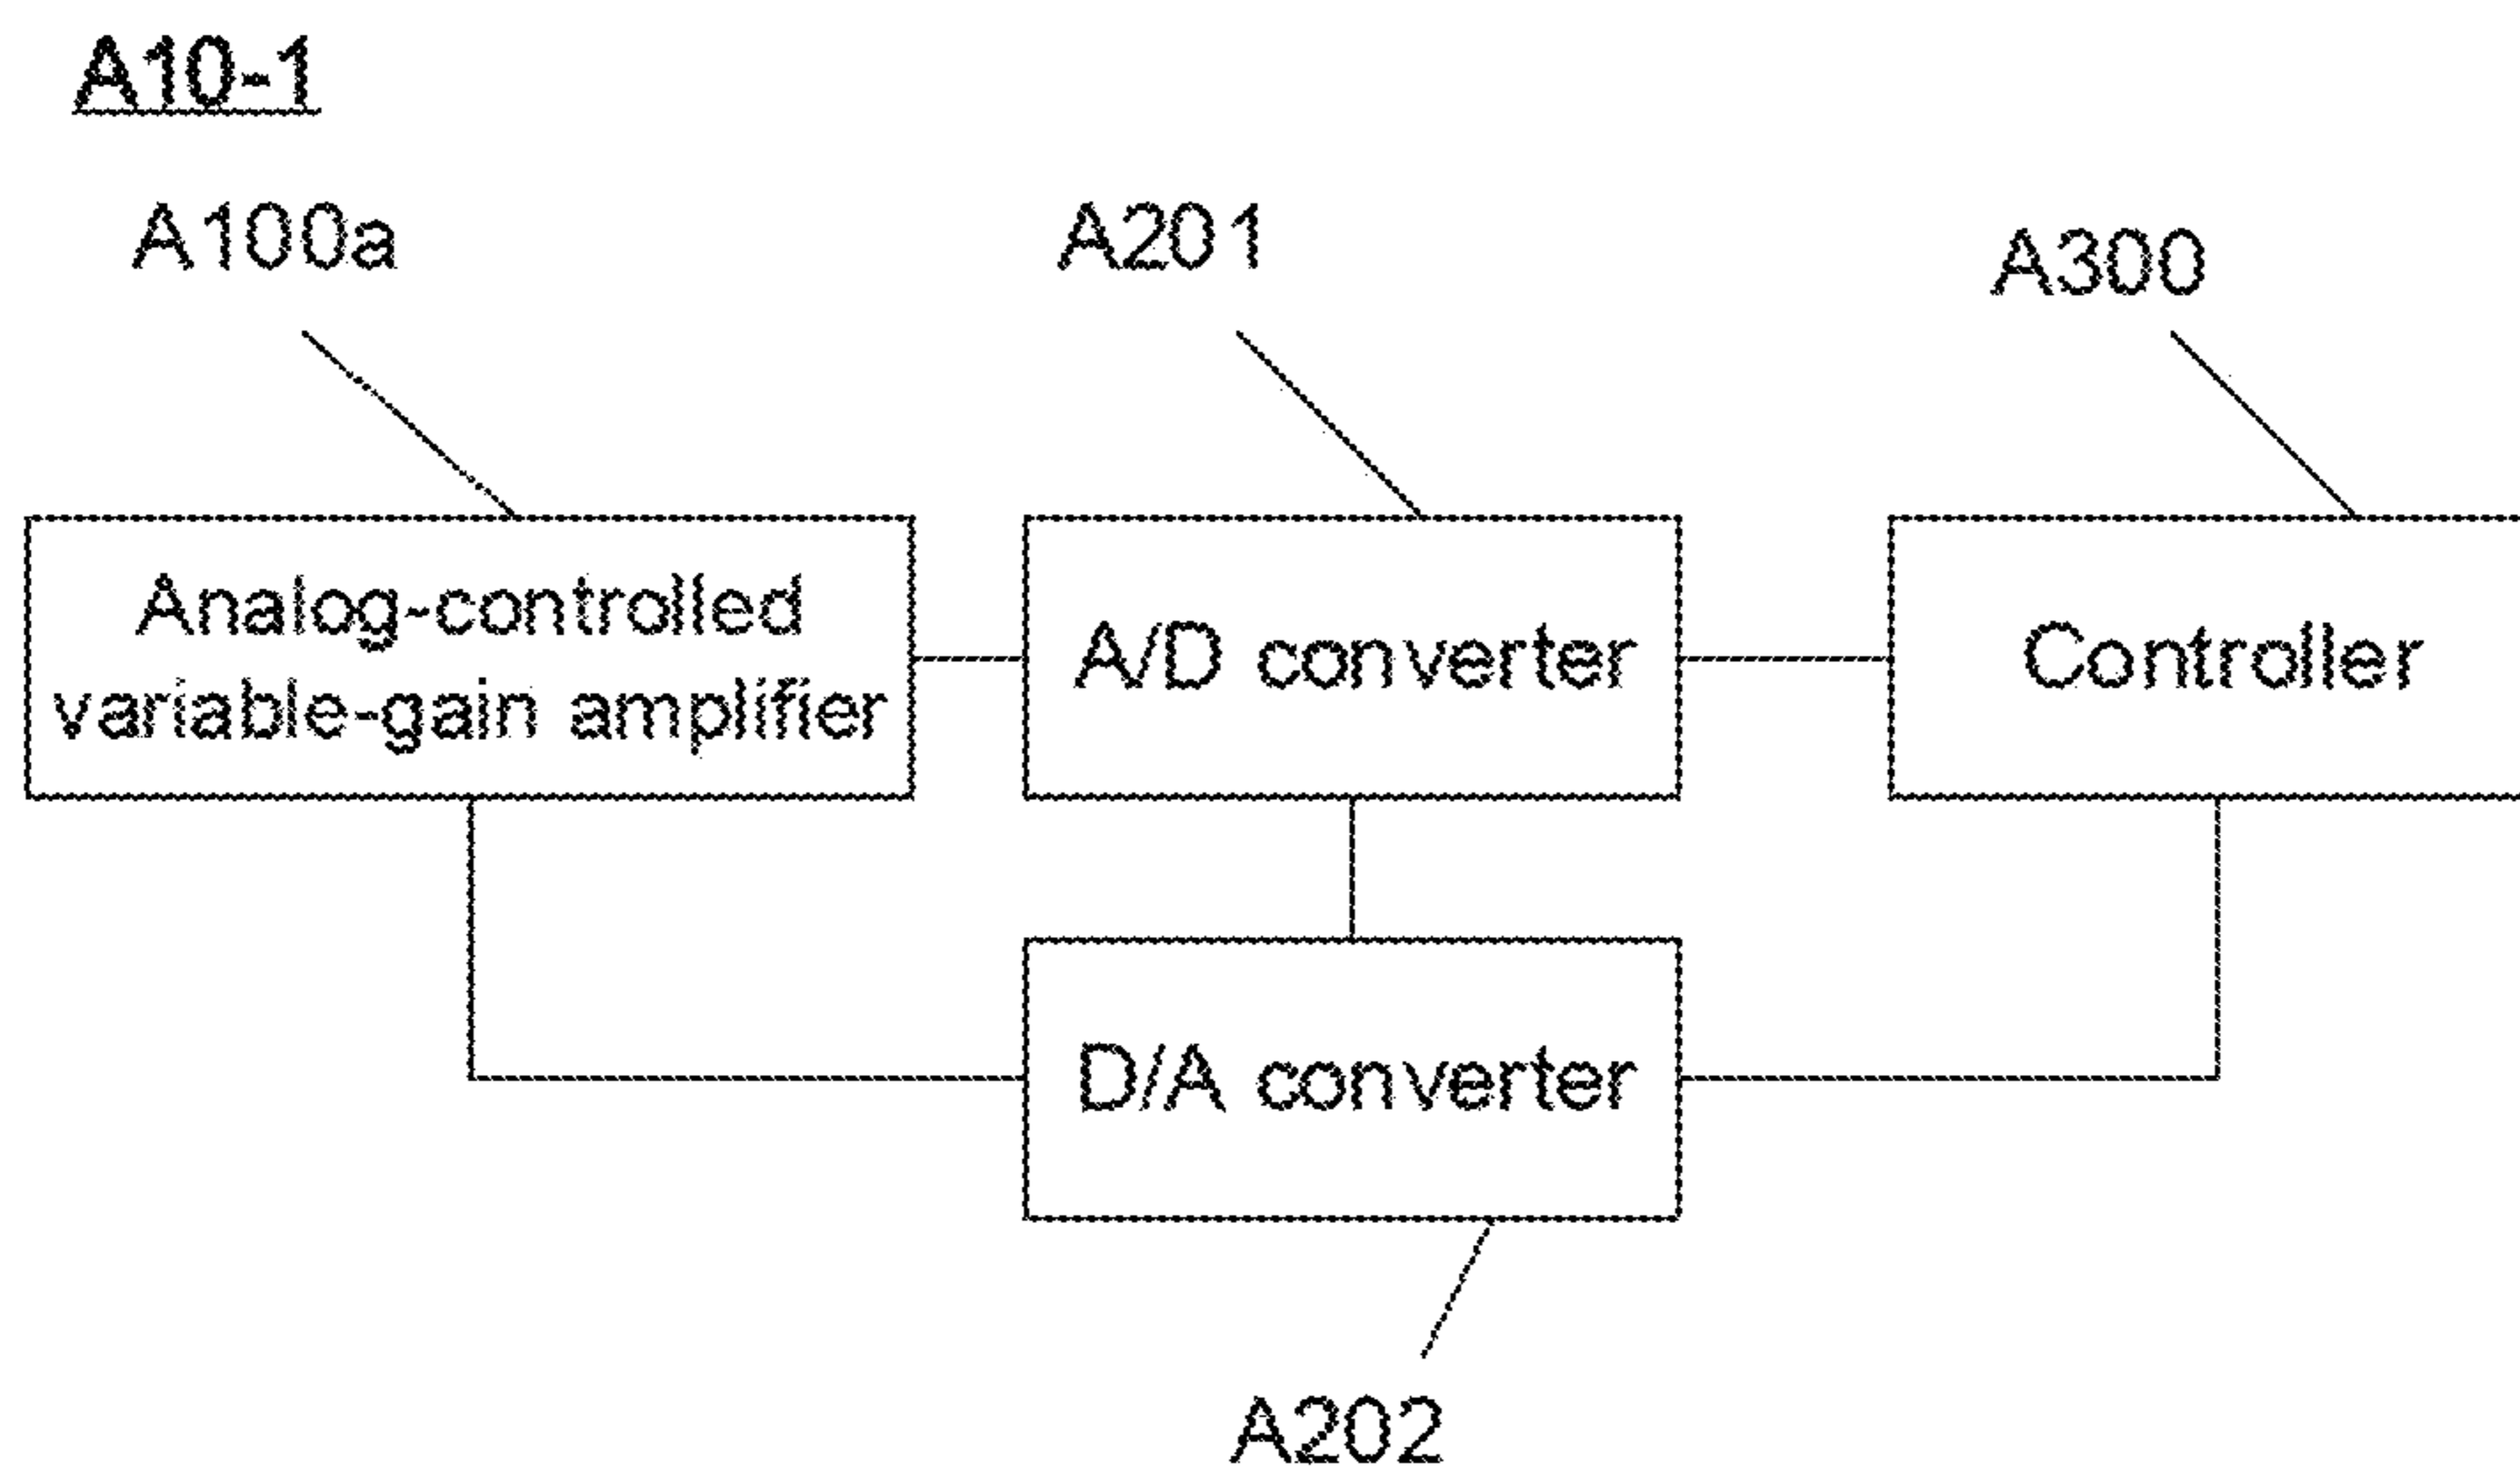 A10-1
A100a
A201
A300
Analog-controlled
variable-gain amplifier
A/D converter
Controller
D/A converter
A202